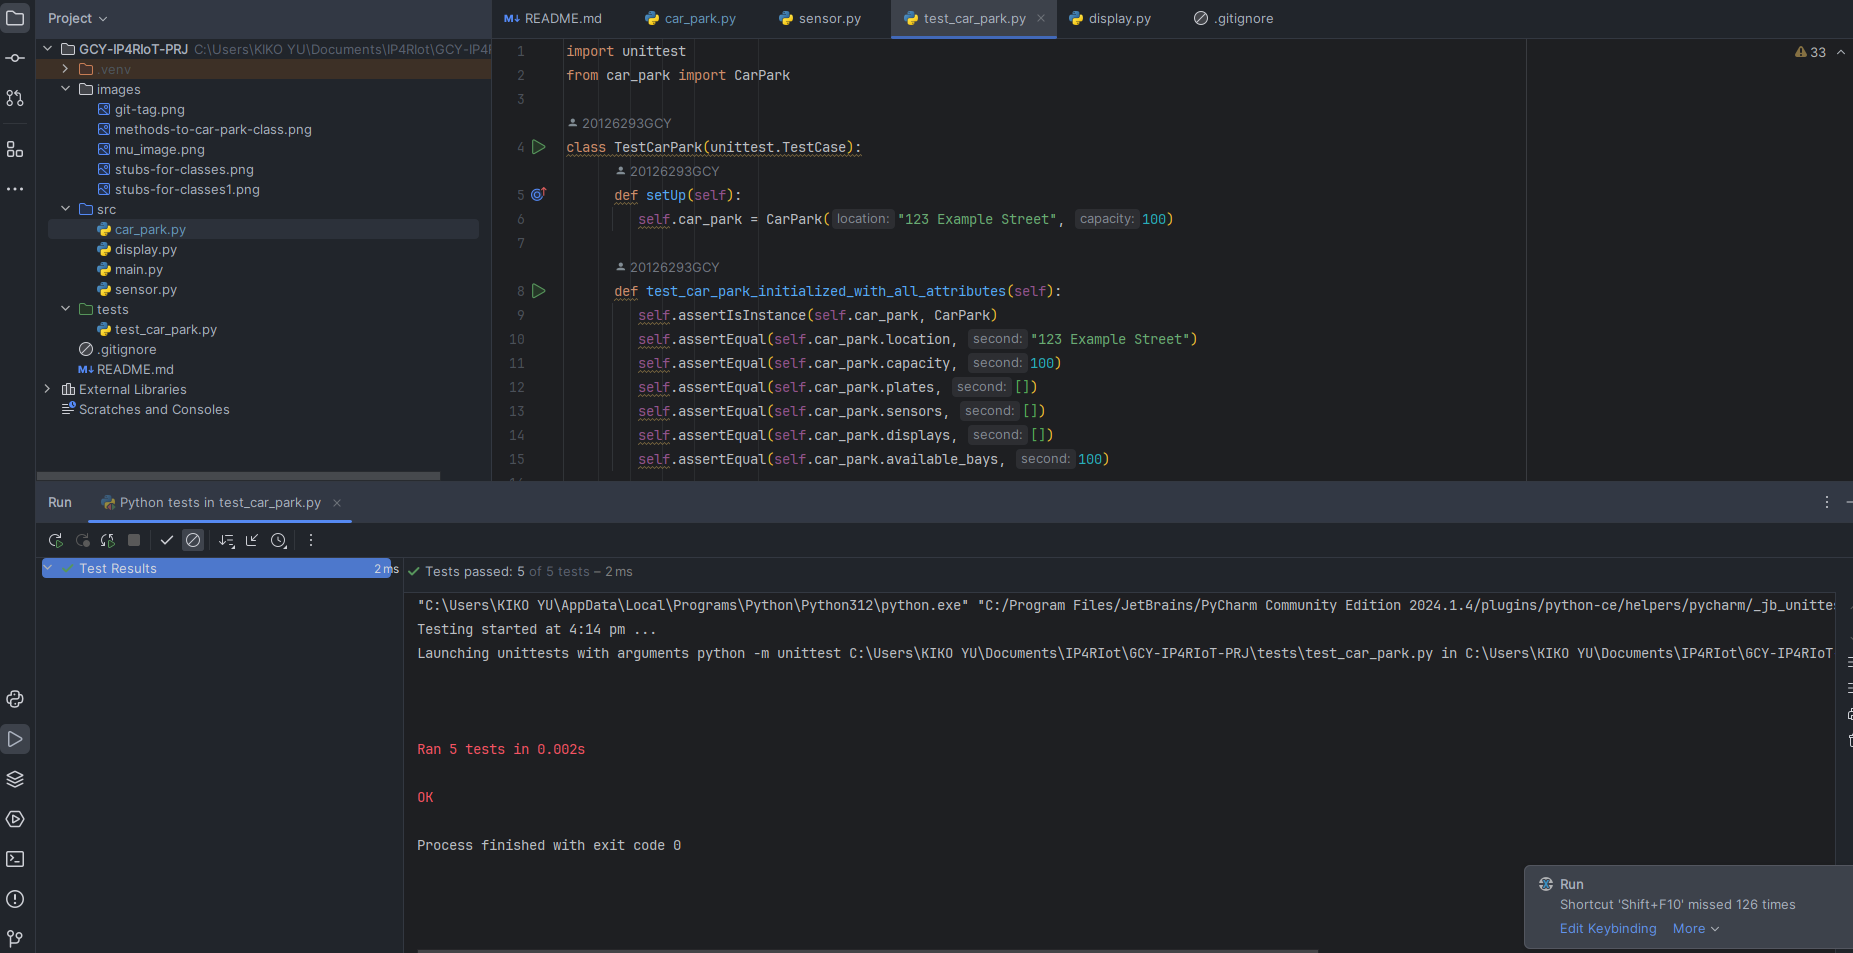 Project
README.md
car_park.py
sensor.py
test_car_park.py
display.py
.gitignore
GCY-IP4RIoT-PRJ C:\Users\KIKO YU\Documents\IP4RIot\GCY-IP4RI
.venv
images
git-tag.png
methods-to-car-park-class.png
mu_image.png
stubs-for-classes.png
stubs-for-classes1.png
src
car_park.py
display.py
main.py
sensor.py
tests
test_car_park.py
.gitignore
README.md
External Libraries
Scratches and Consoles
33
1 import unittest
2 from car_park import CarPark
3
20126293GCY
4 class TestCarPark(unittest.TestCase):
20126293GCY
5 def setUp(self):
6 self.car_park = CarPark( location: "123 Example Street", capacity: 100)
7
20126293GCY
8 def test_car_park_initialized_with_all_attributes(self):
9 self.assertIsInstance(self.car_park, CarPark)
10 self.assertEqual(self.car_park.location, second: "123 Example Street")
11 self.assertEqual(self.car_park.capacity, second: 100)
12 self.assertEqual(self.car_park.plates, second: [])
13 self.assertEqual(self.car_park.sensors, second: [])
14 self.assertEqual(self.car_park.displays, second: [])
15 self.assertEqual(self.car_park.available_bays, second: 100)
Run
Python tests in test_car_park.py
Test Results 2 ms
Tests passed: 5 of 5 tests – 2 ms
"C:\Users\KIKO YU\AppData\Local\Programs\Python\Python312\python.exe" "C:/Program Files/JetBrains/PyCharm Community Edition 2024.1.4/plugins/python-ce/helpers/pycharm/_jb_unittes
Testing started at 4:14 pm ...
Launching unittests with arguments python -m unittest C:\Users\KIKO YU\Documents\IP4RIot\GCY-IP4RIoT-PRJ\tests\test_car_park.py in C:\Users\KIKO YU\Documents\IP4RIot\GCY-IP4RIoT
Ran 5 tests in 0.002s
OK
Process finished with exit code 0
Run
Shortcut 'Shift+F10' missed 126 times
Edit Keybinding More